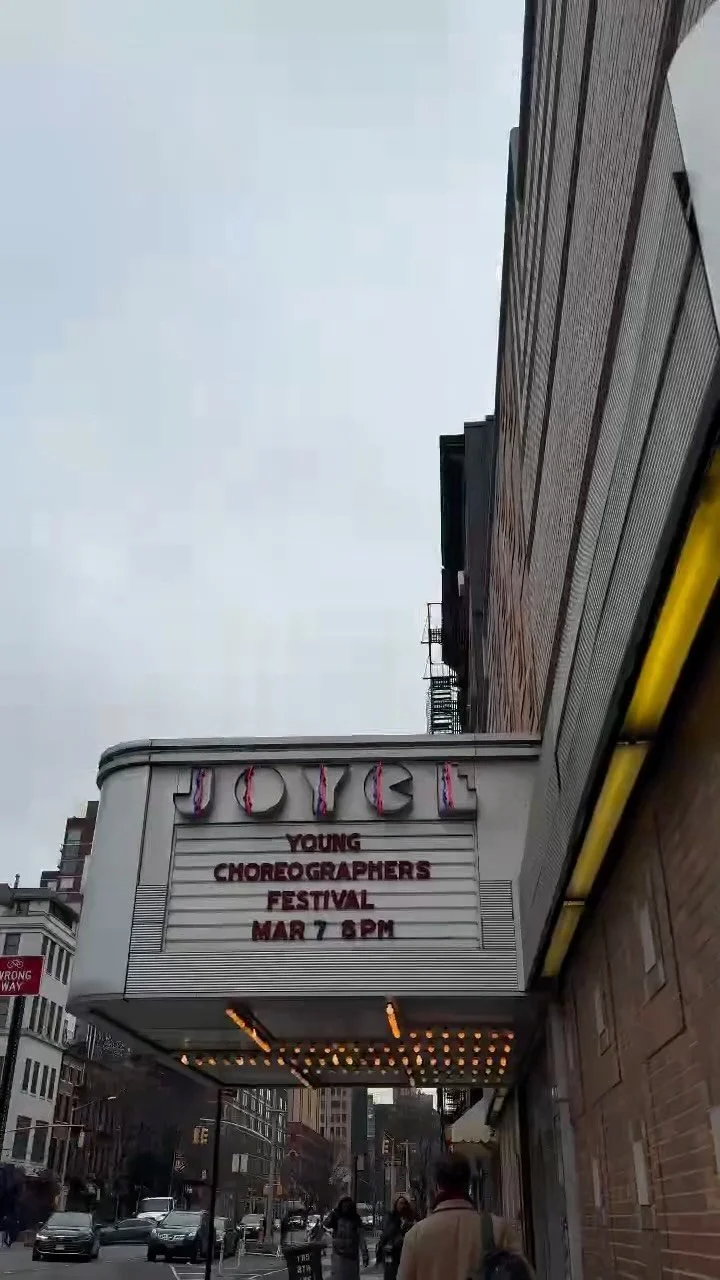 JOYCE
YOUNG
CHOREOGRAPHERS
FESTIVAL
MAR 7 8PM
WRONG
WAY